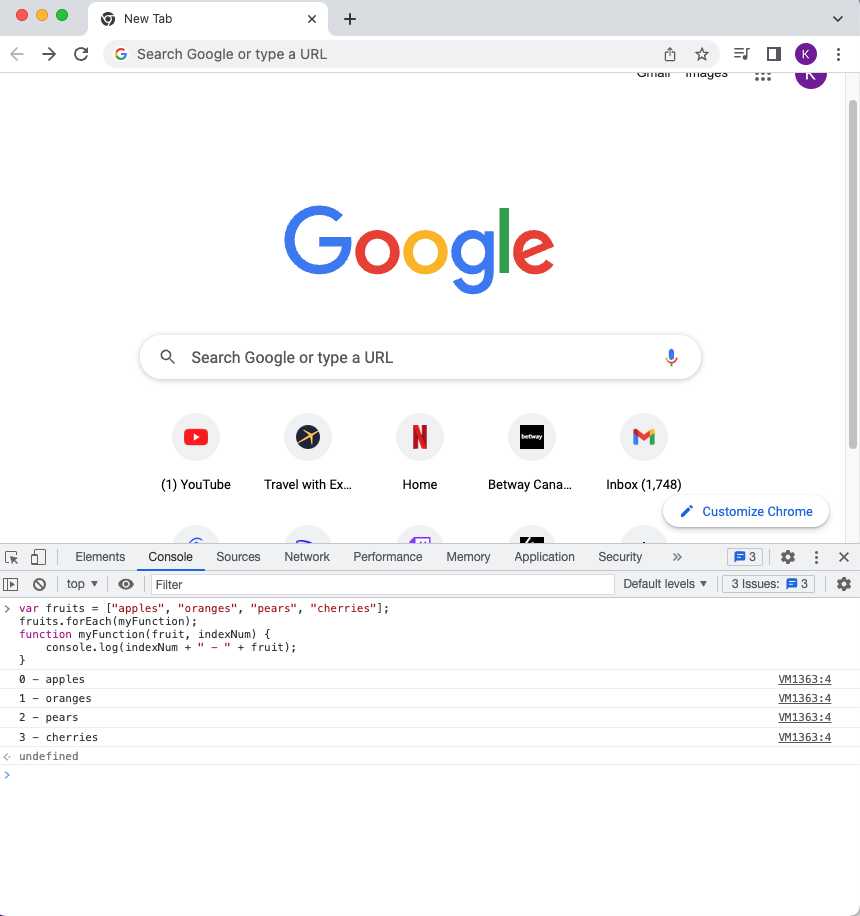 New Tab
Search Google or type a URL
K
Gmail Images
K
Google
Search Google or type a URL
betway
(1) YouTube Travel with Ex... Home Betway Cana... Inbox (1,748)
Customize Chrome
Elements Console Sources Network Performance Memory Application Security » 3
top Filter Default levels 3 Issues: 3
> var fruits = ["apples", "oranges", "pears", "cherries"];
fruits.forEach(myFunction);
function myFunction(fruit, indexNum) {
console.log(indexNum + " - " + fruit);
}
0 - apples VM1363:4
1 - oranges VM1363:4
2 - pears VM1363:4
3 - cherries VM1363:4
undefined
>